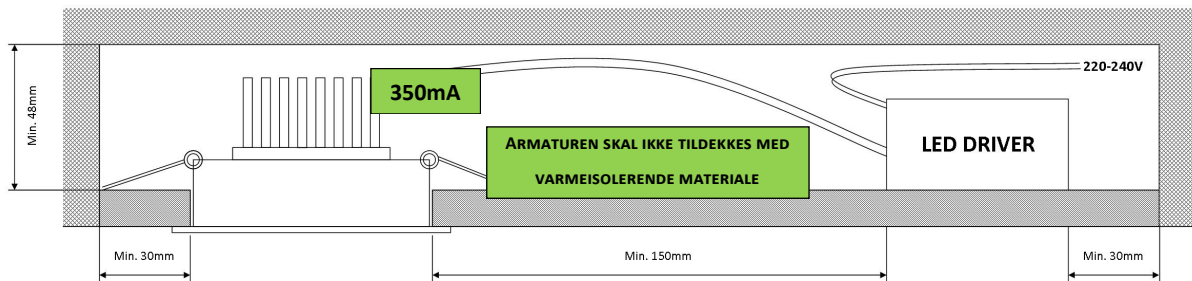 220-240V
350mA
Min. 48mm
LED DRIVER
ARMATUREN SKAL IKKE TILDEKKES MED
VARMEISOLERENDE MATERIALE
Min. 30mm
Min. 150mm
Min. 30mm